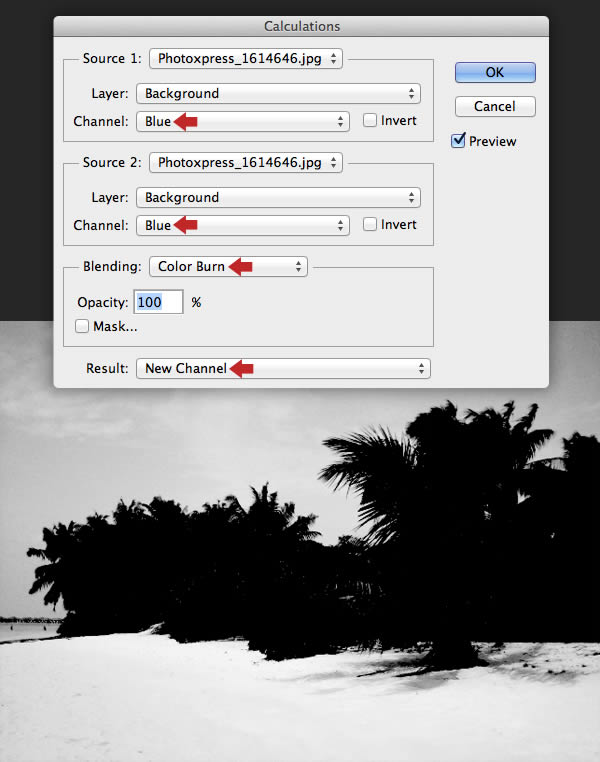 Calculations
Source 1: Photoxpress_1614646.jpg
OK
Layer: Background
Cancel
Channel: Blue Invert
Preview
Source 2: Photoxpress_1614646.jpg
Layer: Background
Channel: Blue Invert
Blending: Color Burn
Opacity: 100 %
Mask...
Result: New Channel